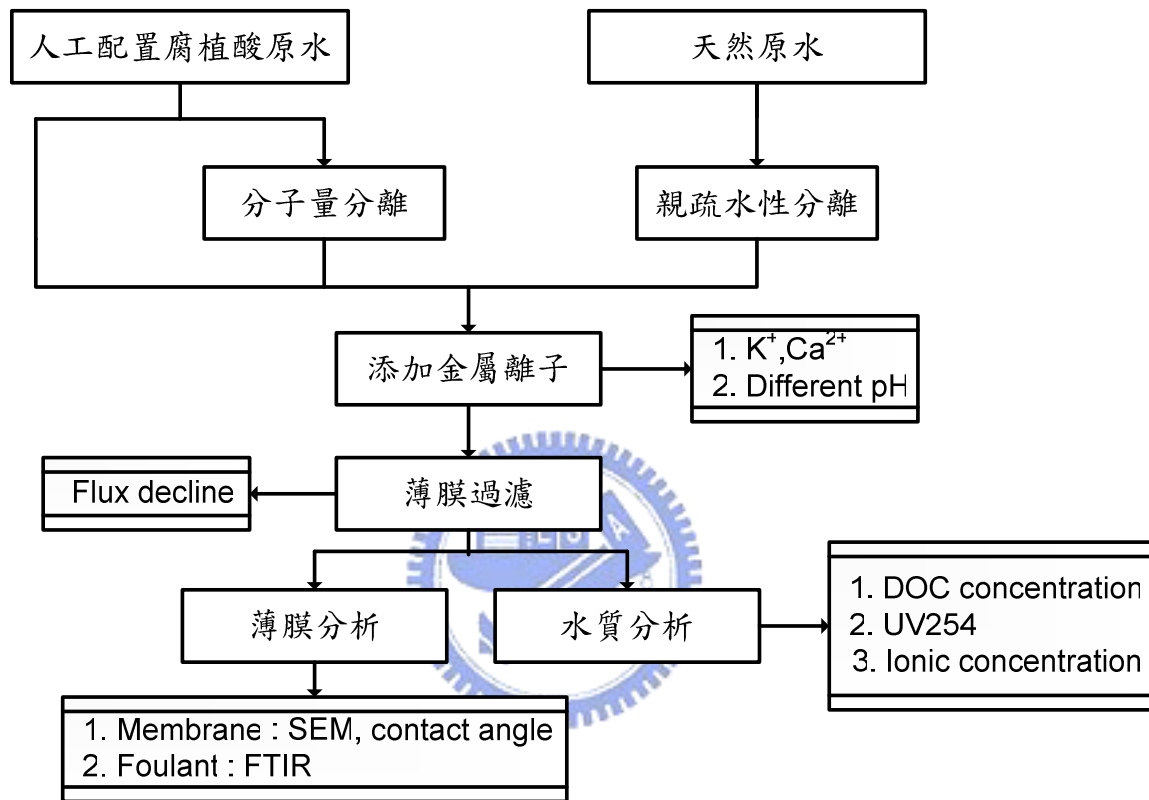 人工配置腐植酸原水
天然原水
分子量分離
親疏水性分離
添加金屬離子
1. K⁺,Ca²⁺
2. Different pH
Flux decline
薄膜過濾
薄膜分析
水質分析
1. DOC concentration
2. UV254
3. Ionic concentration
1. Membrane : SEM, contact angle
2. Foulant : FTIR